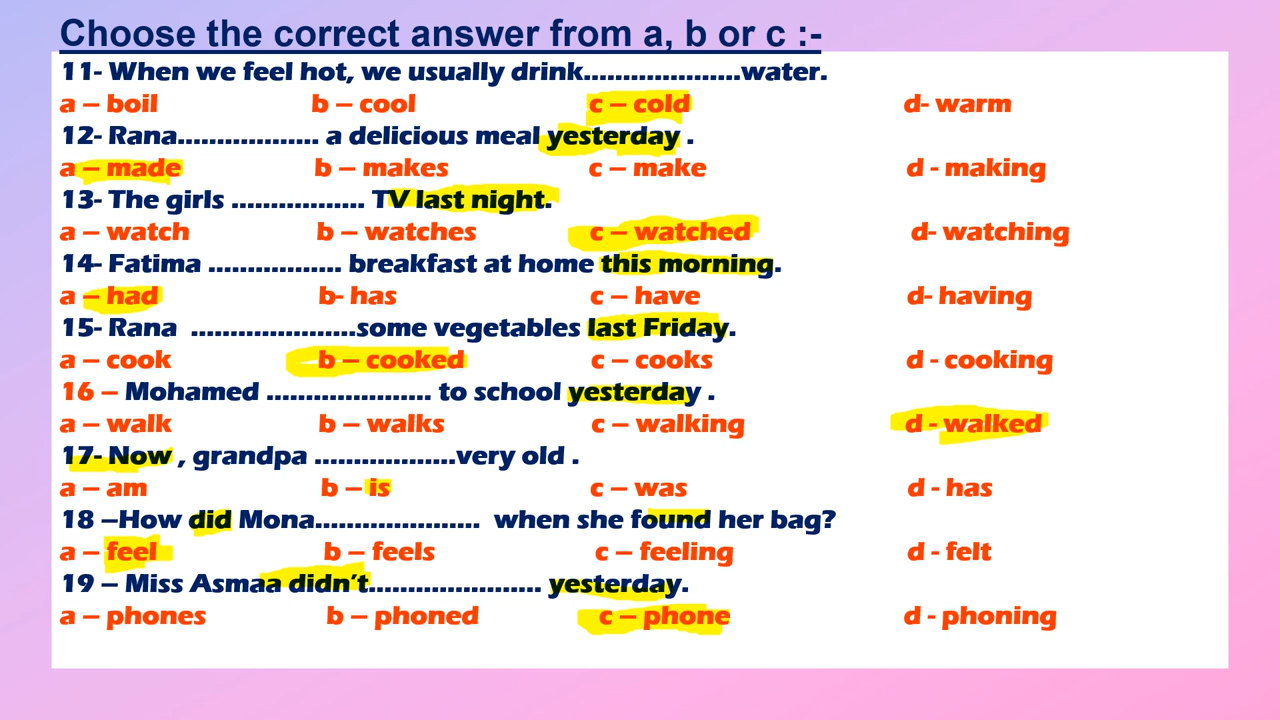 Choose the correct answer from a, b or c :-
11- When we feel hot, we usually drink....................water.
a – boil b – cool c – cold d- warm
12- Rana.................. a delicious meal yesterday .
a – made b – makes c – make d - making
13- The girls ................. TV last night.
a – watch b – watches c – watched d- watching
14- Fatima ................. breakfast at home this morning.
a – had b- has c – have d- having
15- Rana .....................some vegetables last Friday.
a – cook b – cooked c – cooks d - cooking
16 – Mohamed ..................... to school yesterday .
a – walk b – walks c – walking d - walked
17- Now , grandpa ..................very old .
a – am b – is c – was d - has
18 –How did Mona..................... when she found her bag?
a – feel b – feels c – feeling d - felt
19 – Miss Asmaa didn't...................... yesterday.
a – phones b – phoned c – phone d - phoning